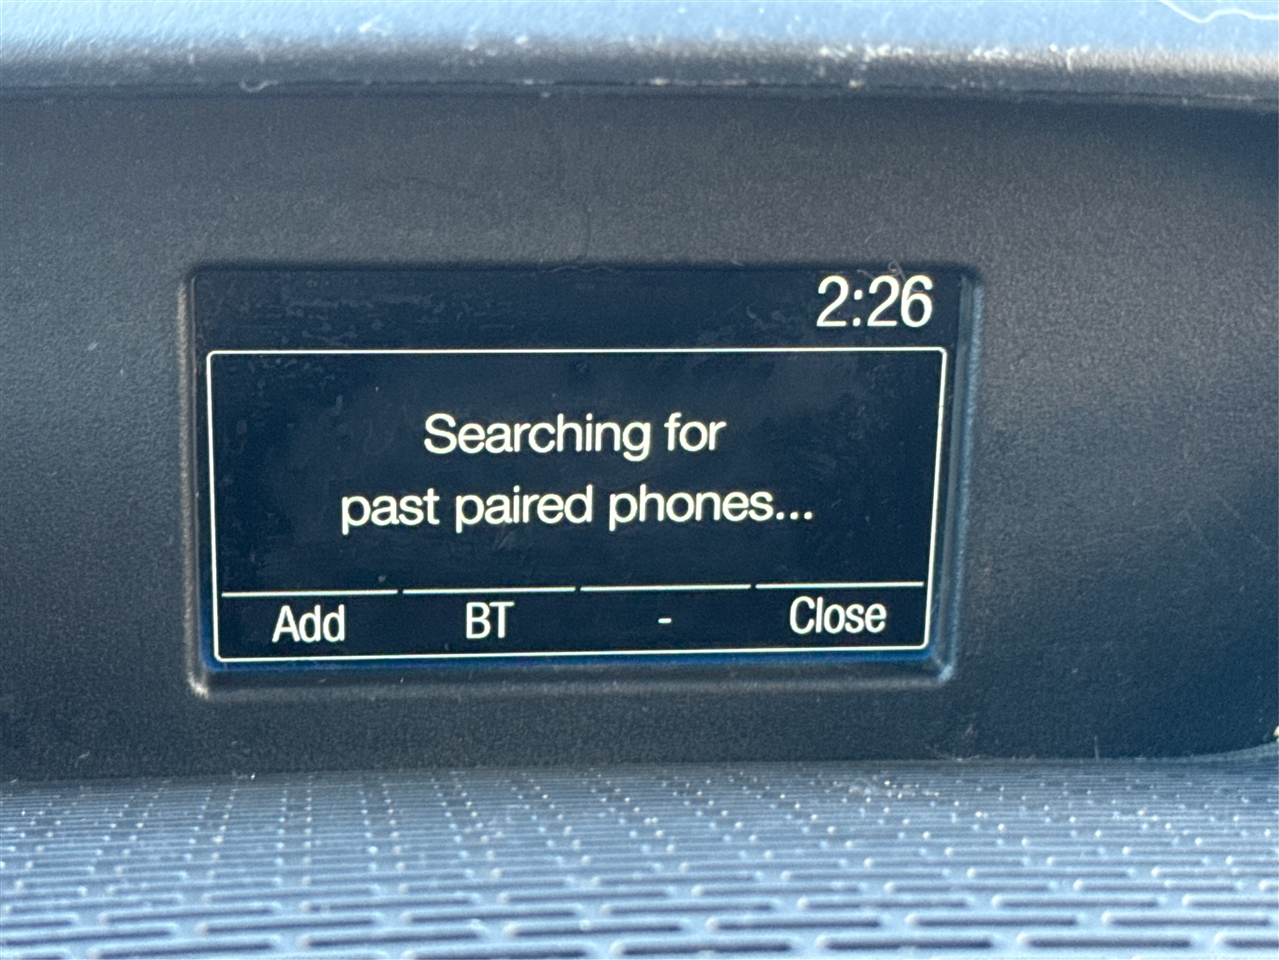 2:26
Searching for
past paired phones...
Add BT - Close